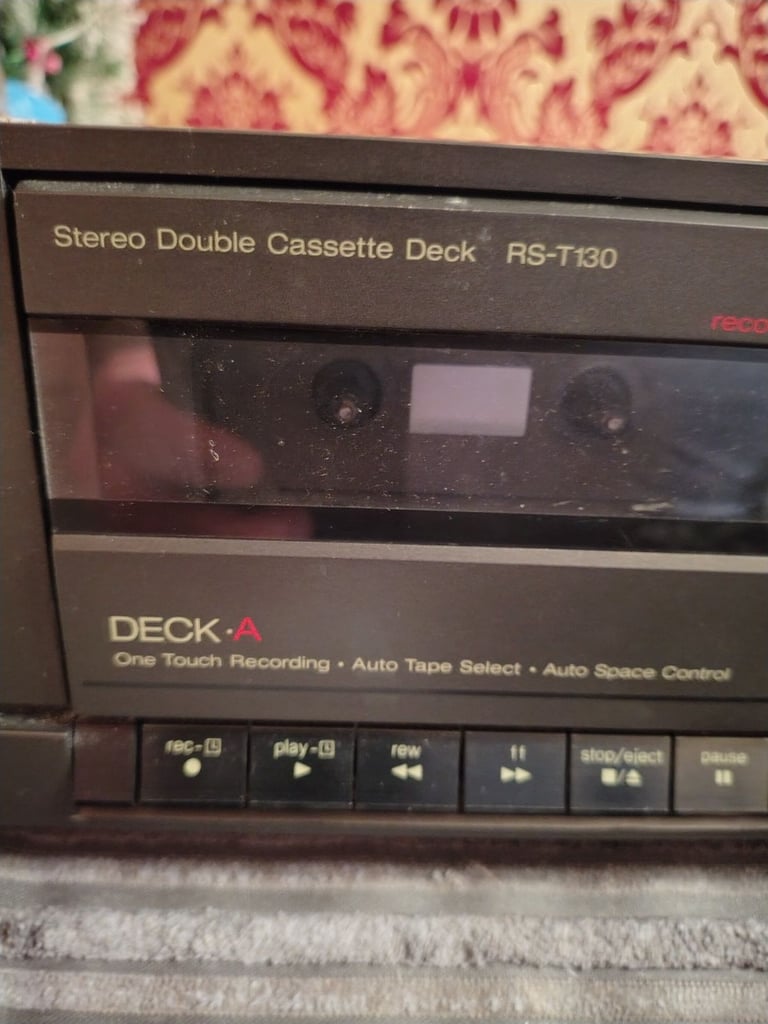 Stereo Double Cassette Deck RS-T130
reco
DECK·A
One Touch Recording • Auto Tape Select • Auto Space Control
rec- play- rew ff stop/eject pause